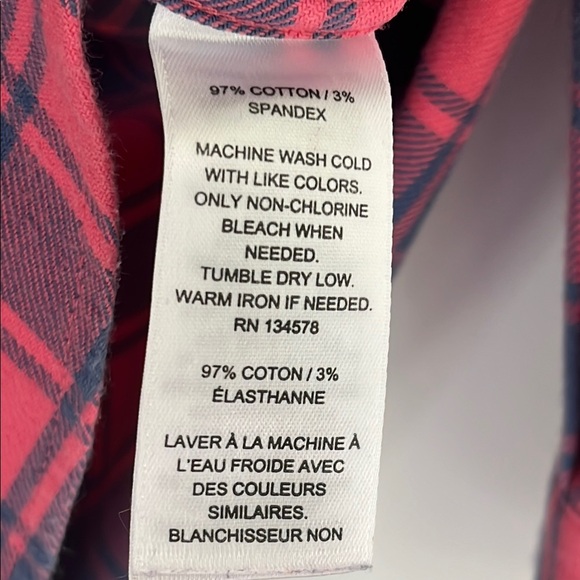 97% COTTON / 3%
SPANDEX
MACHINE WASH COLD
WITH LIKE COLORS.
ONLY NON-CHLORINE
BLEACH WHEN
NEEDED.
TUMBLE DRY LOW.
WARM IRON IF NEEDED.
RN 134578
97% COTON / 3%
ÉLASTHANNE
LAVER À LA MACHINE À
L'EAU FROIDE AVEC
DES COULEURS
SIMILAIRES.
BLANCHISSEUR NON